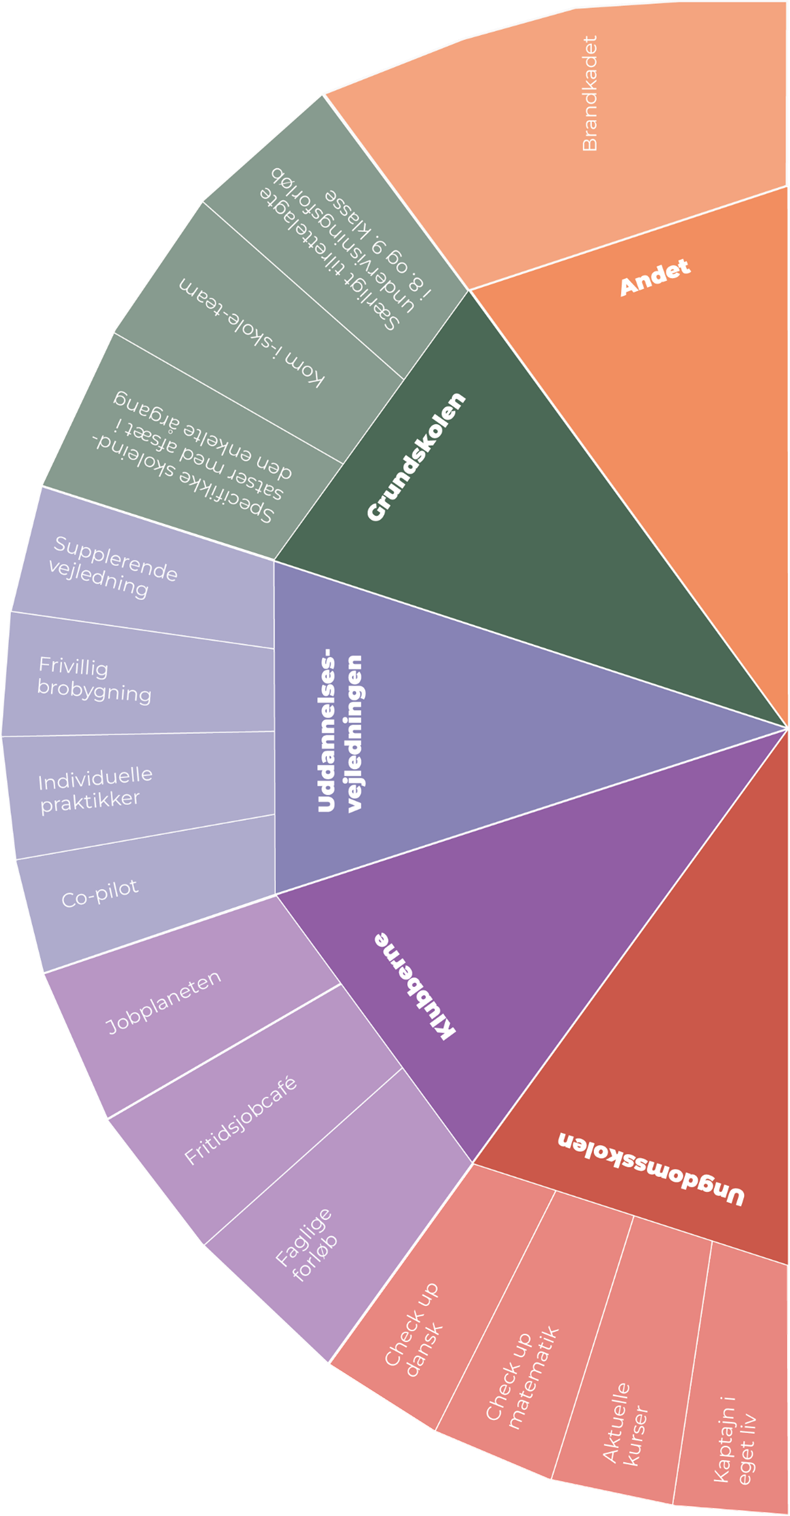 Brandkadet
Andet
Særligt tilrettelagte
undervisningsforløb
i 8. og 9. klasse
Kom i-skole-team
Specifikke skoleind-
satser med afsæt i
den enkelte årgang
Grundskolen
Supplerende
vejledning
Frivillig
brobygning
Individuelle
praktikker
Co-pilot
Uddannelses-
vejledningen
Jobplaneten
Fritidsjobcafé
Faglige
forløb
Klubberne
Check up
dansk
Check up
matematik
Aktuelle
kurser
Kaptajn i
eget liv
Ungdomsskolen